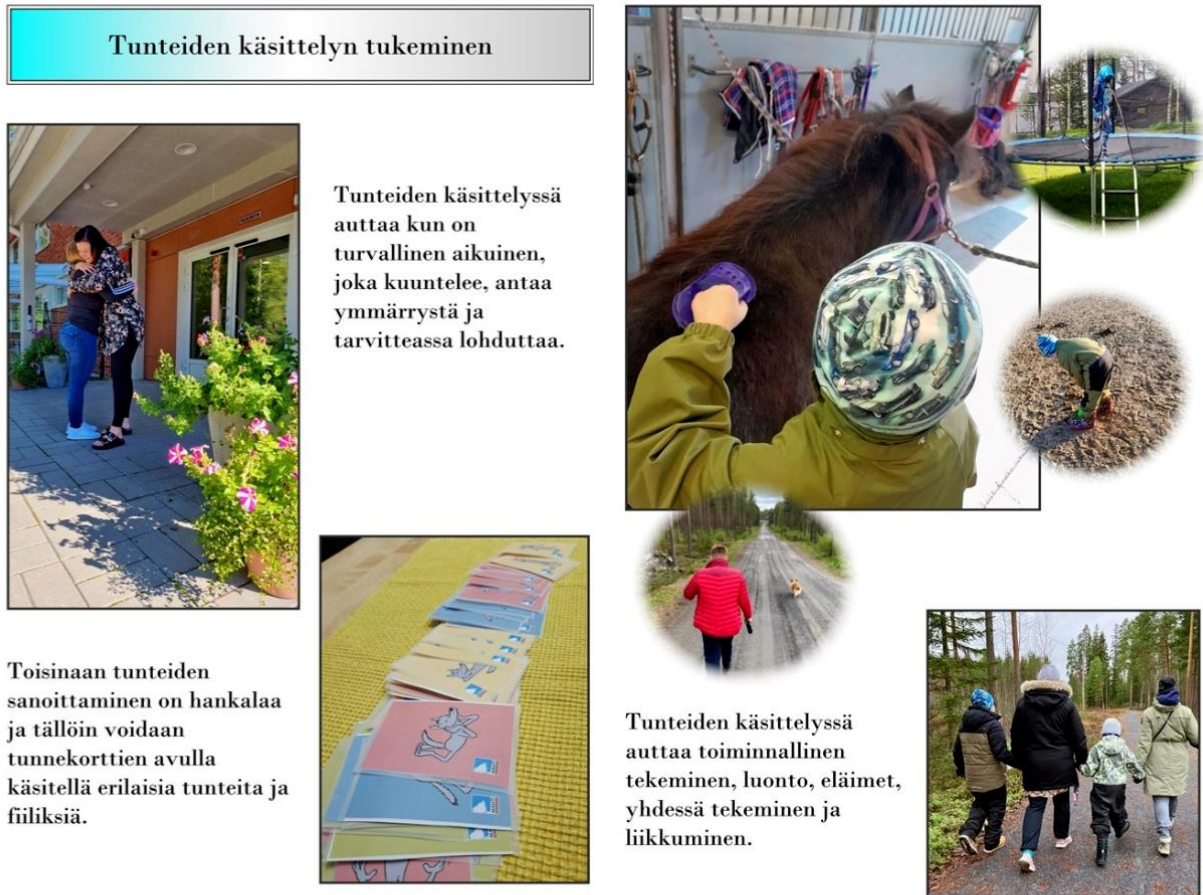 Tunteiden käsittelyn tukeminen
Tunteiden käsittelyssä
auttaa kun on
turvallinen aikuinen,
joka kuuntelee, antaa
ymmärrystä ja
tarvitteassa lohduttaa.
Toisinaan tunteiden
sanoittaminen on hankalaa
ja tällöin voidaan
tunnekorttien avulla
käsitellä erilaisia tunteita ja
fiiliksiä.
Tunteiden käsittelyssä
auttaa toiminnallinen
tekeminen, luonto, eläimet,
yhdessä tekeminen ja
liikkuminen.